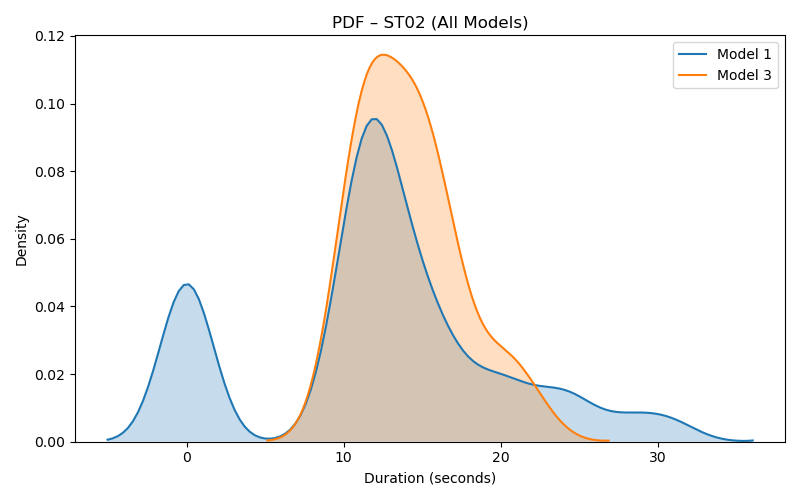 PDF – ST02 (All Models)
0.12
0.10
0.08
0.06
0.04
0.02
0.00
Density
Model 1
Model 3
0
10
20
30
Duration (seconds)